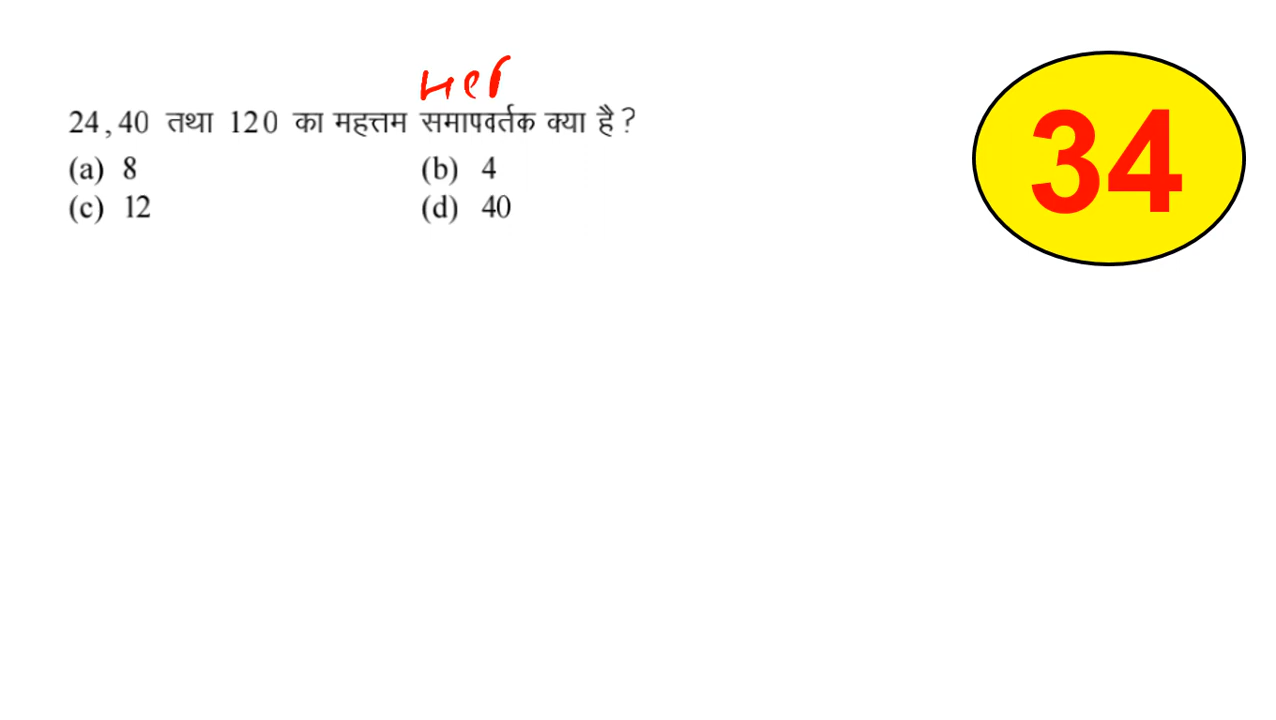 Hcf
24, 40 तथा 120 का महत्तम समापवर्तक क्या है?
(a) 8 (b) 4
(c) 12 (d) 40
34